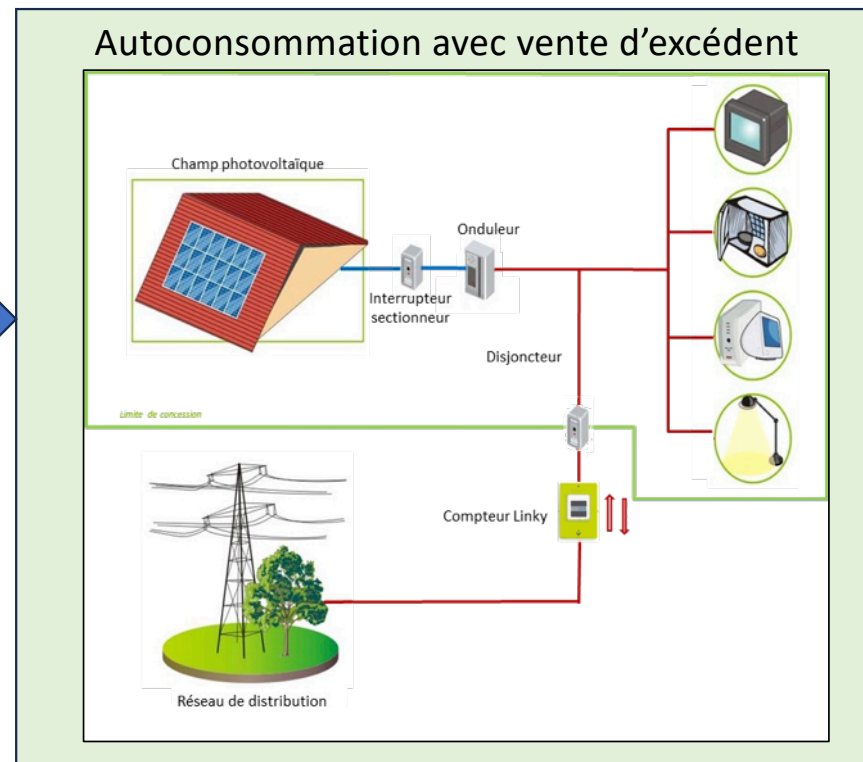 Autoconsommation avec vente d'excédent
Champ photovoltaïque
Onduleur
Interrupteur
sectionneur
Disjoncteur
Limite de concession
Compteur Linky
Réseau de distribution